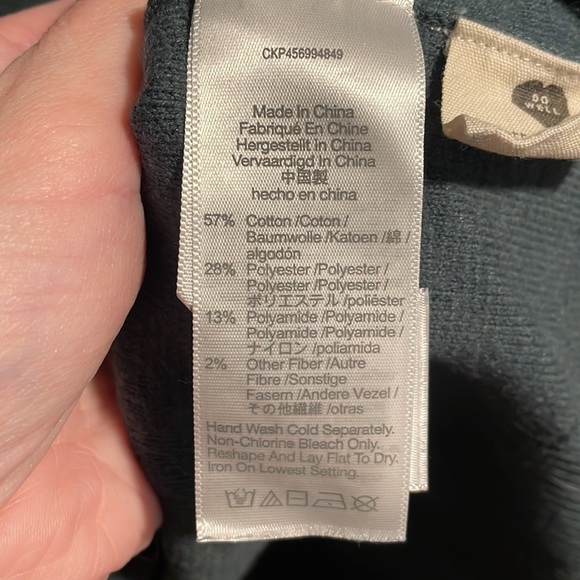 CKP456994849
Made In China
Fabriqué En Chine
Hergestellt in China
Vervaardigd In China
中国製
hecho en china
57% Cotton /Coton /
Baumwolle /Katoen /綿 /
algodón
28% Polyester /Polyester /
Polyester /Polyester /
ポリエステル /poliéster
13% Polyamide /Polyamide /
Polyamide /Polyamide /
ナイロン /poliamida
2% Other Fiber /Autre
Fibre /Sonstige
Fasern /Andere Vezel /
その他繊維 /otras
Hand Wash Cold Separately.
Non-Chlorine Bleach Only.
Reshape And Lay Flat To Dry.
Iron On Lowest Setting.
DO
WELL